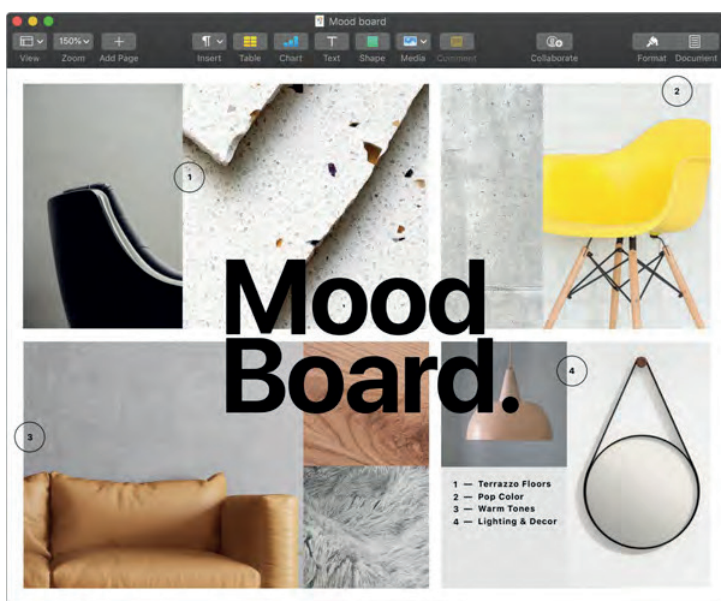 Mood board
150%
View
Zoom
Add Page
Insert
Table
Chart
Text
Shape
Media
Comment
Collaborate
Format
Document
1
2
Mood
Board.
3
4
1 — Terrazzo Floors
2 — Pop Color
3 — Warm Tones
4 — Lighting & Decor